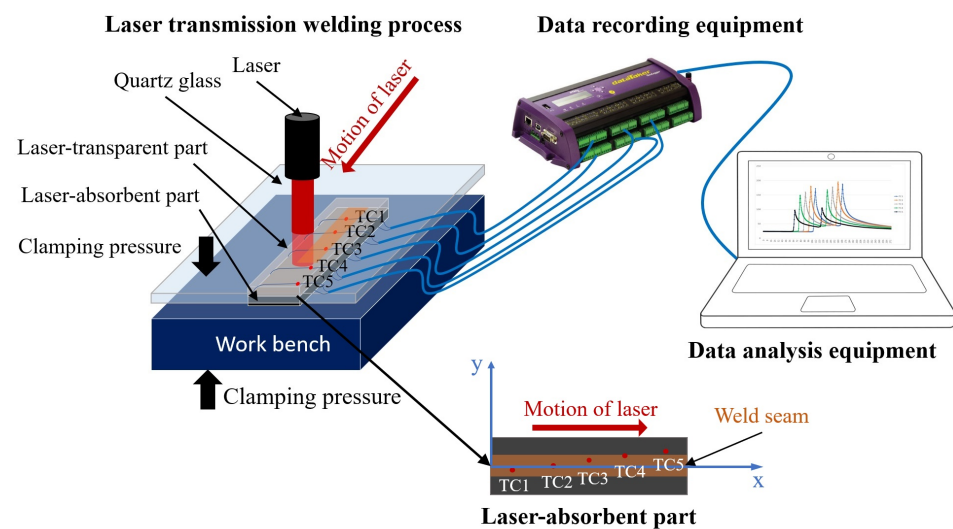 Laser transmission welding process
Data recording equipment
Laser
Quartz glass
Motion of laser
Laser-transparent part
Laser-absorbent part
Clamping pressure
TC1
TC2
TC3
TC4
TC5
Work bench
Clamping pressure
dataTaker
Data analysis equipment
y
Motion of laser
Weld seam
TC1
TC2
TC3
TC4
TC5
x
Laser-absorbent part